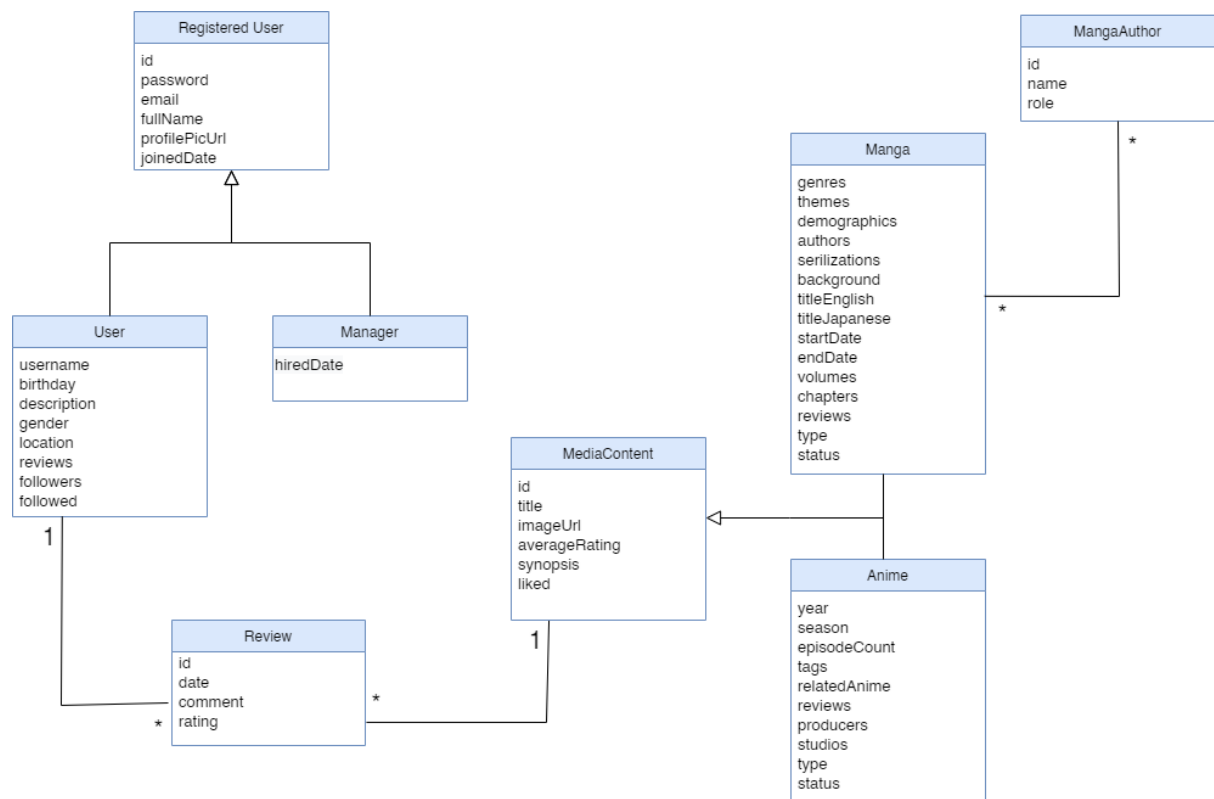 Registered User
id
password
email
fullName
profilePicUrl
joinedDate
MangaAuthor
id
name
role
*
Manga
genres
themes
demographics
authors
serilizations
background
titleEnglish
titleJapanese
startDate
endDate
volumes
chapters
reviews
type
status
*
User
username
birthday
description
gender
location
reviews
followers
followed
1
Manager
hiredDate
MediaContent
id
title
imageUrl
averageRating
synopsis
liked
1
Anime
year
season
episodeCount
tags
relatedAnime
reviews
producers
studios
type
status
Review
id
date
comment
rating
*
*